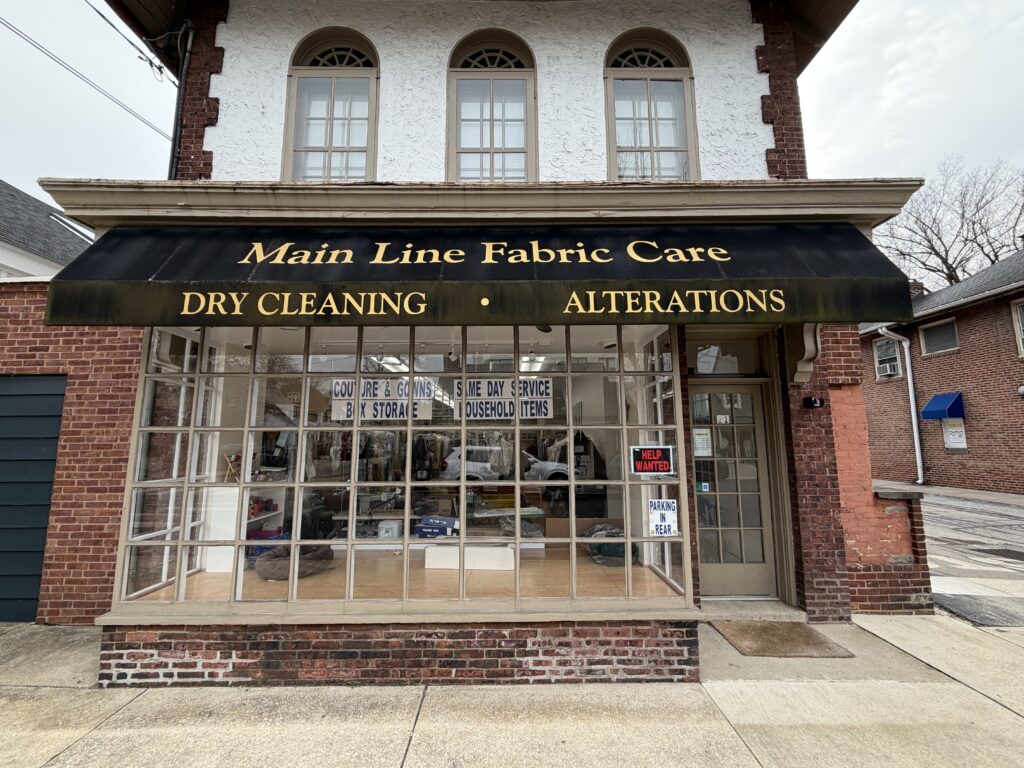 Main Line Fabric Care
DRY CLEANING • ALTERATIONS
COUTURE & GOWNS
BOX STORAGE
SAME DAY SERVICE
HOUSEHOLD ITEMS
HELP
WANTED
PARKING
IN
REAR